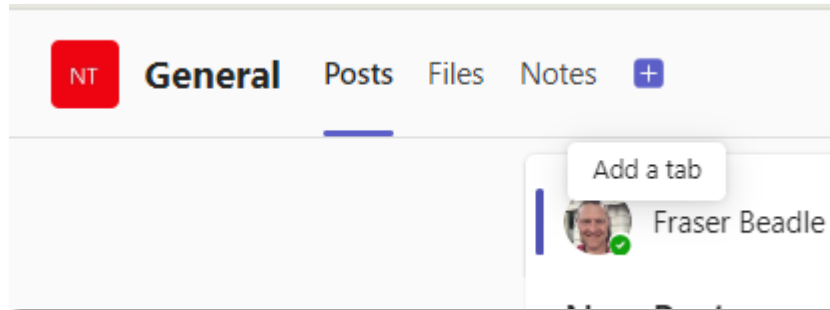 NT General Posts Files Notes
Add a tab
Fraser Beadle